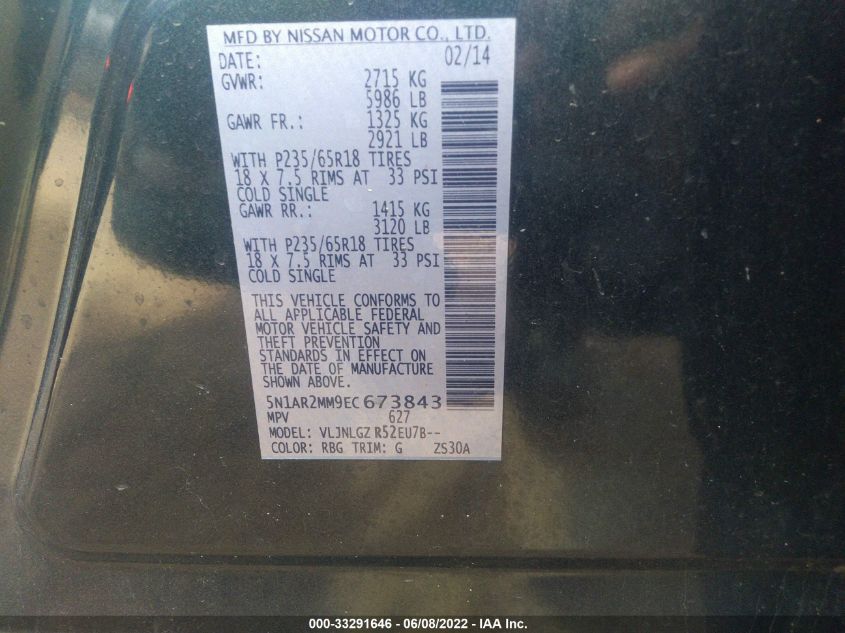 MFD BY NISSAN MOTOR CO., LTD.
DATE: 02/14
GVWR: 2715 KG
5986 LB
GAWR FR.: 1325 KG
2921 LB
WITH P235/65R18 TIRES
18 X 7.5 RIMS AT 33 PSI
COLD SINGLE
GAWR RR.: 1415 KG
3120 LB
WITH P235/65R18 TIRES
18 X 7.5 RIMS AT 33 PSI
COLD SINGLE
THIS VEHICLE CONFORMS TO
ALL APPLICABLE FEDERAL
MOTOR VEHICLE SAFETY AND
THEFT PREVENTION
STANDARDS IN EFFECT ON
THE DATE OF MANUFACTURE
SHOWN ABOVE.
5N1AR2MM9EC673843
MPV 627
MODEL: VLJNLGZ R52EU7B--
COLOR: RBG TRIM: G ZS30A
000-33291646 - 06/08/2022 - IAA Inc.